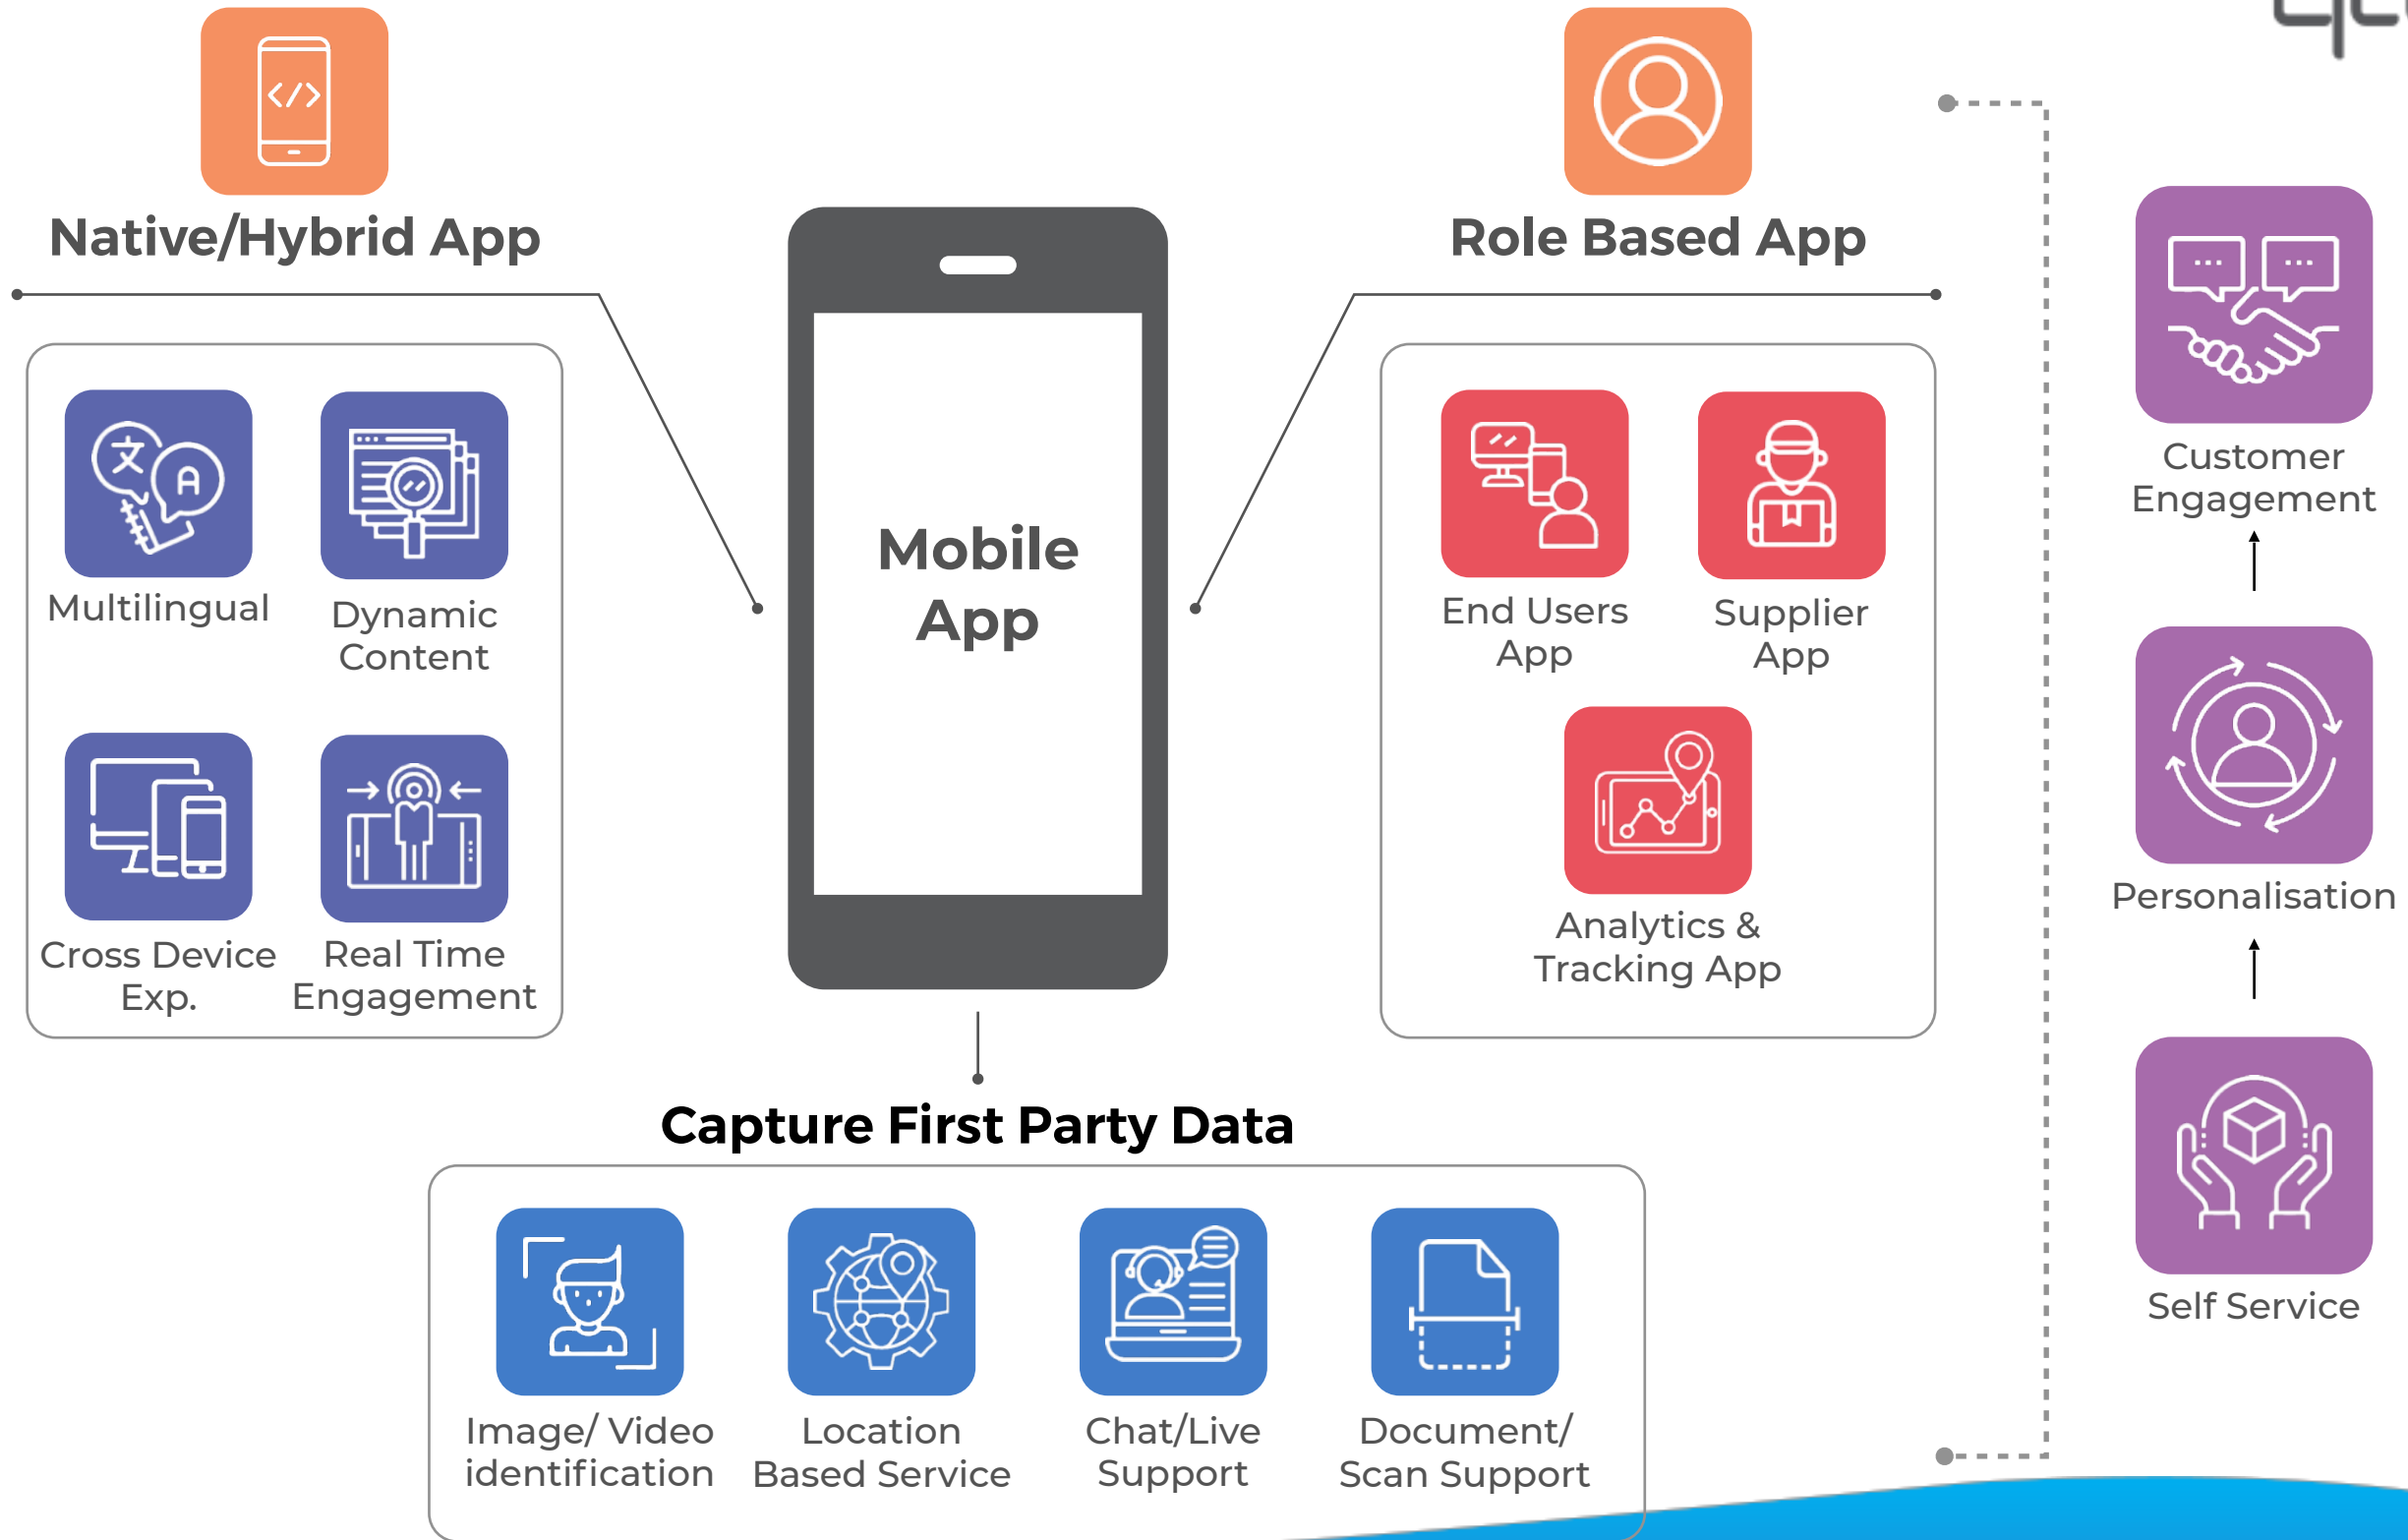 Native/Hybrid App
Role Based App
Mobile
App
文
A
Multilingual
Dynamic
Content
Cross Device
Exp.
Real Time
Engagement
End Users
App
Supplier
App
Analytics &
Tracking App
Customer
Engagement
Personalisation
Self Service
Capture First Party Data
Image/ Video
identification
Location
Based Service
Chat/Live
Support
Document/
Scan Support